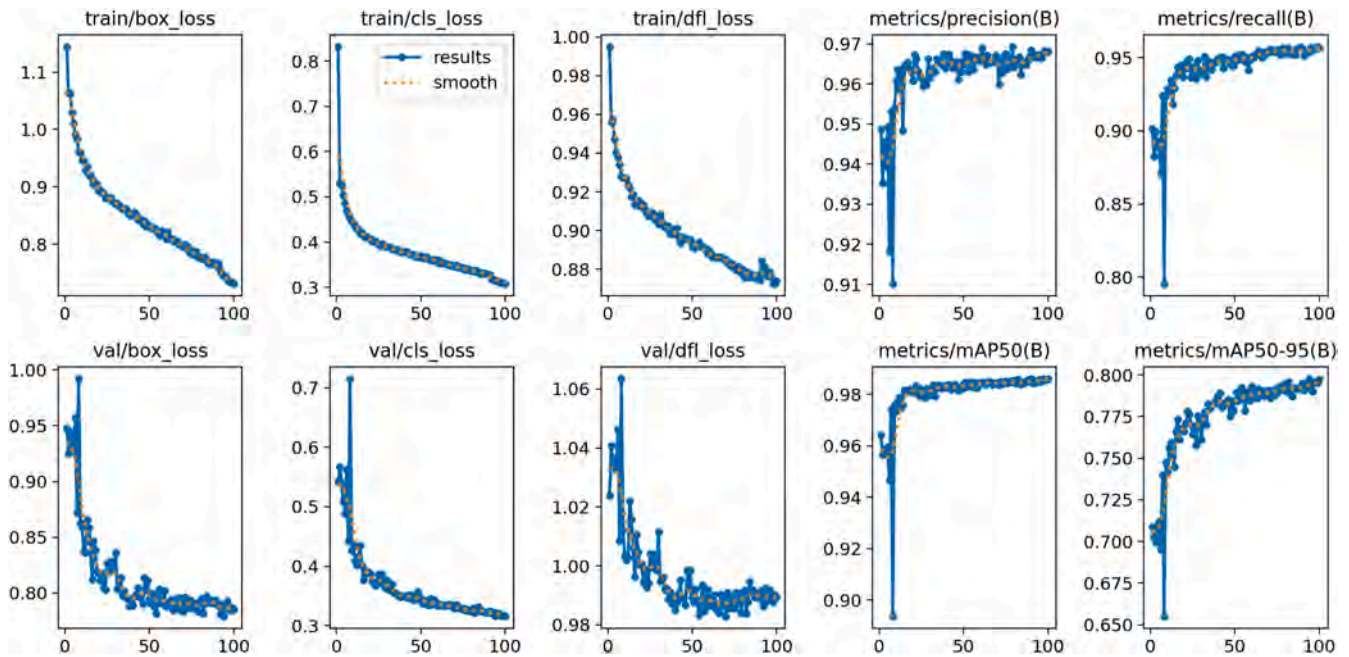 train/box_loss
train/cls_loss
train/dfl_loss
metrics/precision(B)
metrics/recall(B)
1.1
1.0
0.9
0.8
0 50 100
0.8
0.7
0.6
0.5
0.4
0.3
results
smooth
0 50 100
1.00
0.98
0.96
0.94
0.92
0.90
0.88
0 50 100
0.97
0.96
0.95
0.94
0.93
0.92
0.91
0 50 100
0.95
0.90
0.85
0.80
0 50 100
val/box_loss
val/cls_loss
val/dfl_loss
metrics/mAP50(B)
metrics/mAP50-95(B)
1.00
0.95
0.90
0.85
0.80
0 50 100
0.7
0.6
0.5
0.4
0.3
0 50 100
1.06
1.04
1.02
1.00
0.98
0 50 100
0.98
0.96
0.94
0.92
0.90
0 50 100
0.800
0.775
0.750
0.725
0.700
0.675
0.650
0 50 100